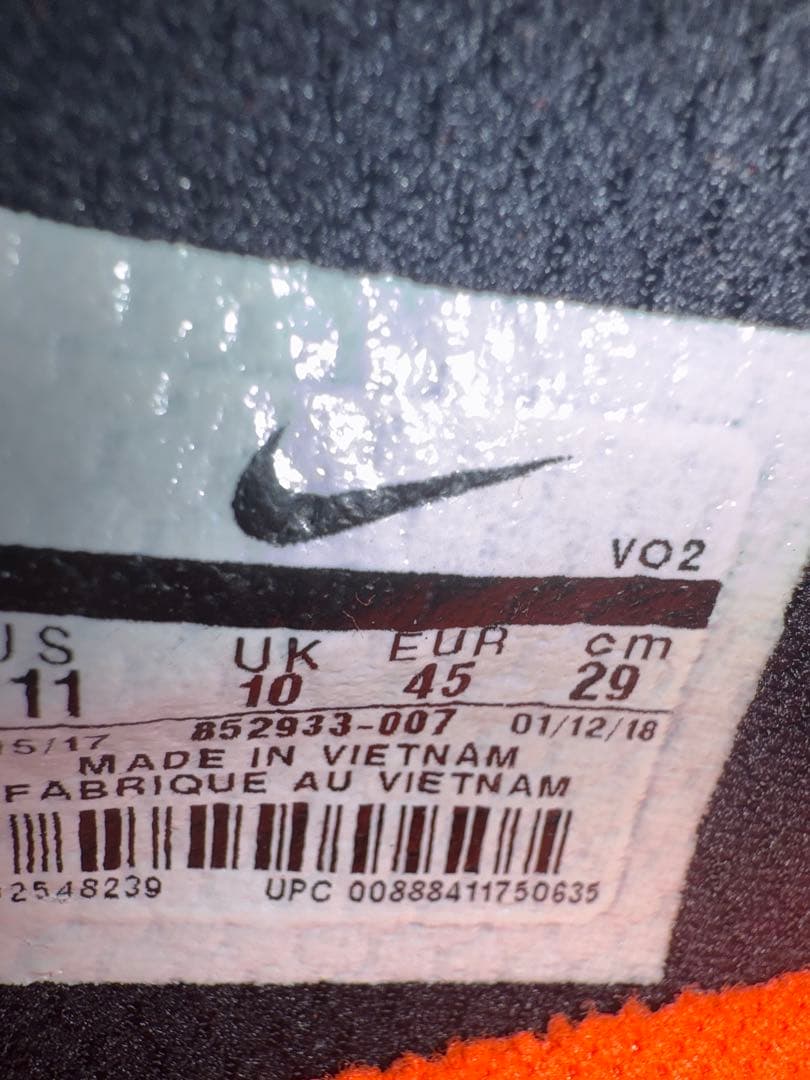 VO2
US UK EUR cm
11 10 45 29
852933-007 01/12/18
MADE IN VIETNAM
FABRIQUE AU VIETNAM
2548239 UPC 00888411750635